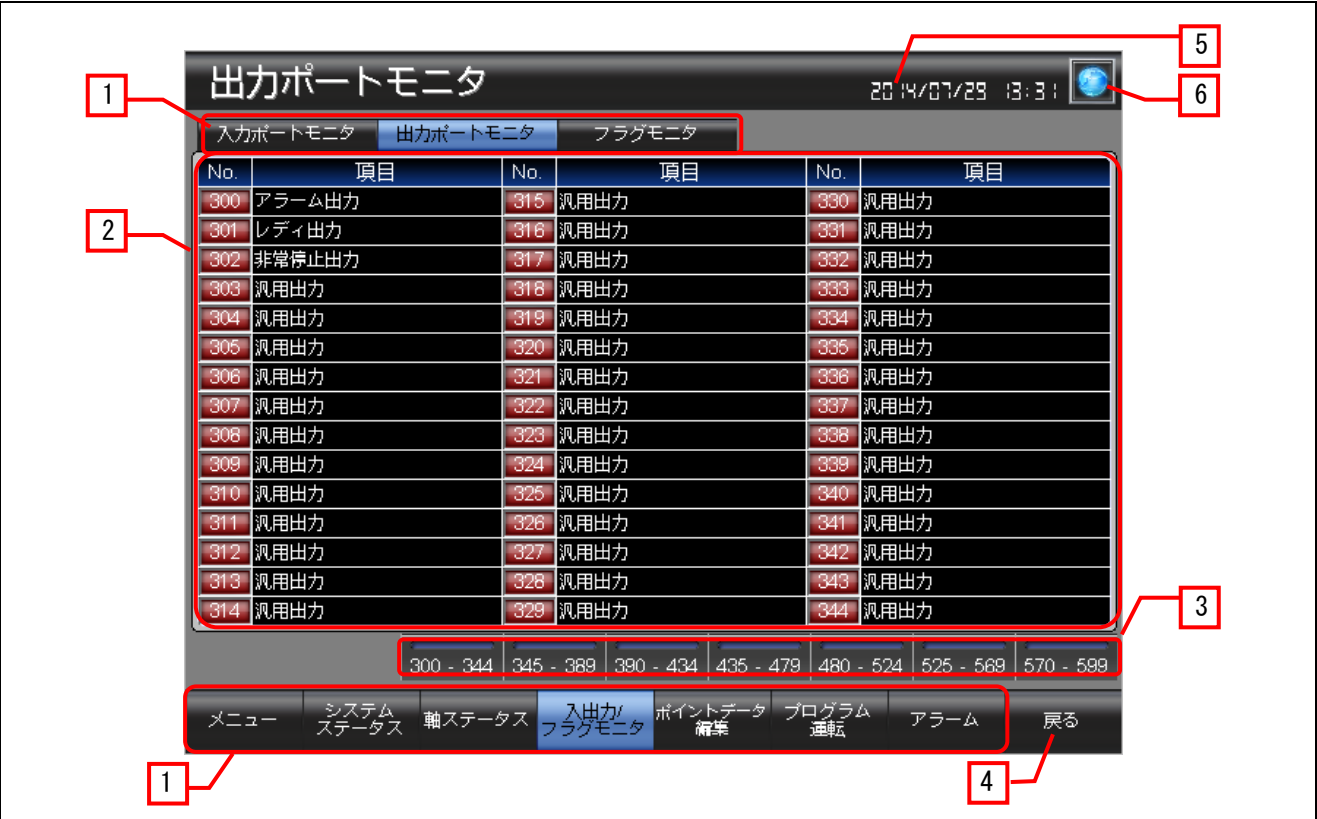 5
出力ポートモニタ
2014/07/29 13:31
1
6
入力ポートモニタ 出力ポートモニタ フラグモニタ
No. 項目 No. 項目 No. 項目
300 アラーム出力 315 汎用出力 330 汎用出力
2
301 レディ出力 316 汎用出力 331 汎用出力
302 非常停止出力 317 汎用出力 332 汎用出力
303 汎用出力 318 汎用出力 333 汎用出力
304 汎用出力 319 汎用出力 334 汎用出力
305 汎用出力 320 汎用出力 335 汎用出力
306 汎用出力 321 汎用出力 336 汎用出力
307 汎用出力 322 汎用出力 337 汎用出力
308 汎用出力 323 汎用出力 338 汎用出力
309 汎用出力 324 汎用出力 339 汎用出力
310 汎用出力 325 汎用出力 340 汎用出力
311 汎用出力 326 汎用出力 341 汎用出力
312 汎用出力 327 汎用出力 342 汎用出力
313 汎用出力 328 汎用出力 343 汎用出力
314 汎用出力 329 汎用出力 344 汎用出力
3
300 - 344 345 - 389 390 - 434 435 - 479 480 - 524 525 - 569 570 - 599
メニュー
システム
ステータス
軸ステータス
入出力/
フラグモニタ
ポイントデータ
編集
プログラム
運転
アラーム
戻る
1
4